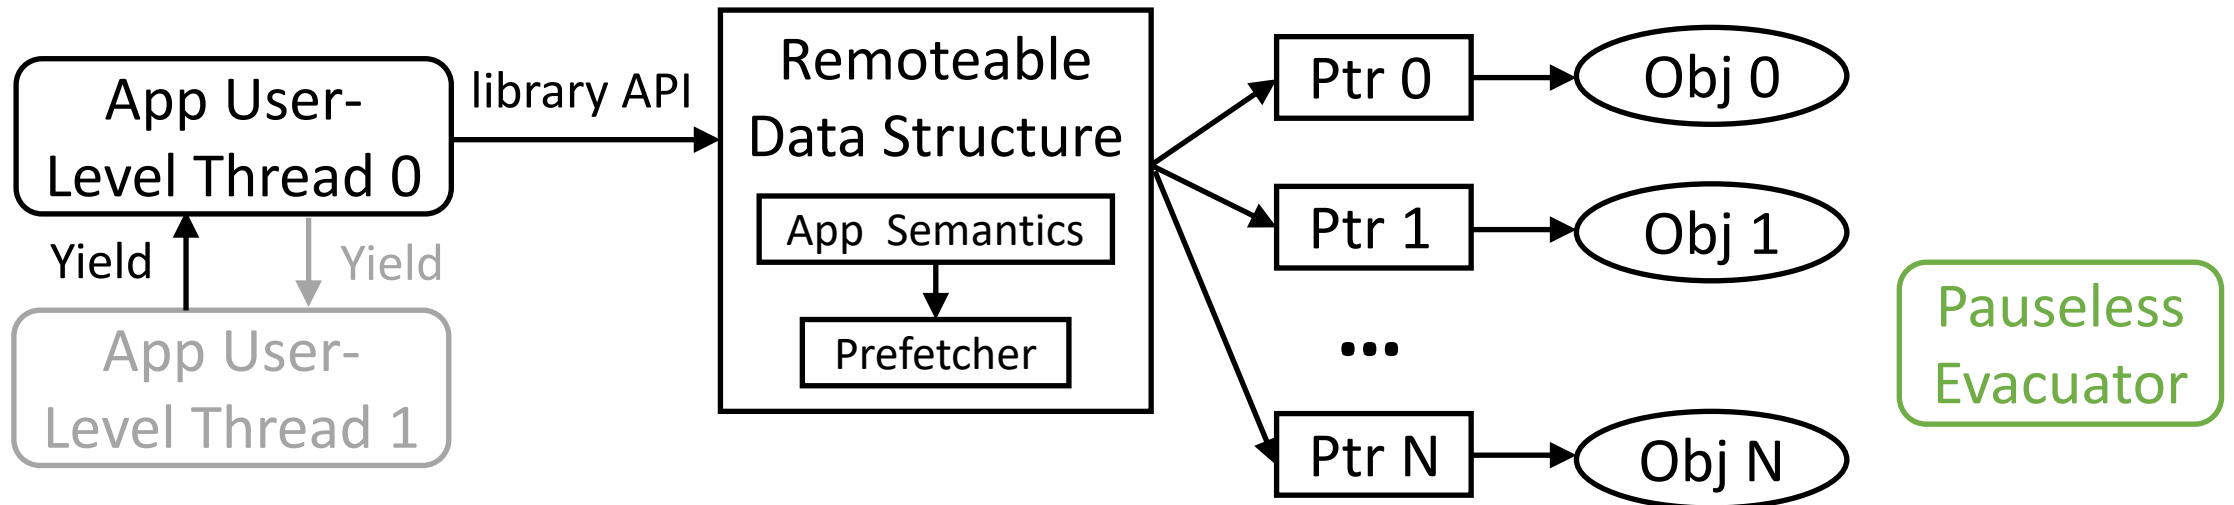 App User-
Level Thread 0
Yield
Yield
App User-
Level Thread 1
library API
Remoteable
Data Structure
App Semantics
Prefetcher
Ptr 0
Obj 0
Ptr 1
Obj 1
...
Ptr N
Obj N
Pauseless
Evacuator